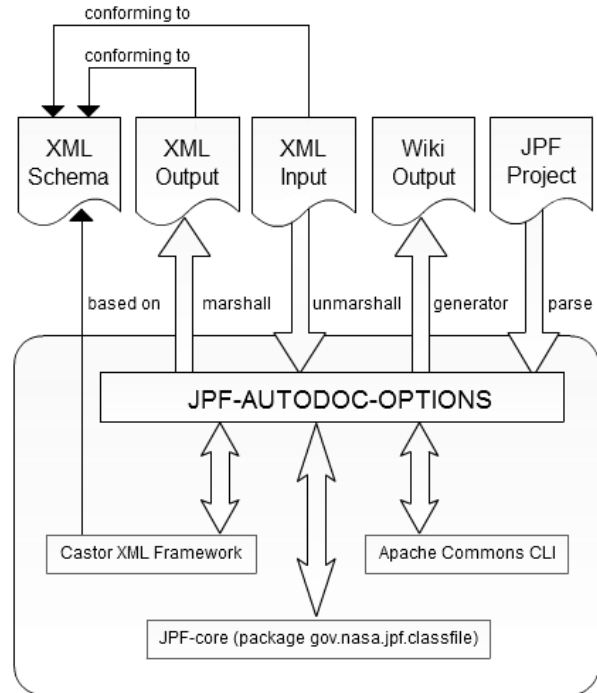 conforming to
conforming to
XML
Schema
XML
Output
XML
Input
Wiki
Output
JPF
Project
based on
marshall
unmarshall
generator
parse
JPF-AUTODOC-OPTIONS
Castor XML Framework
Apache Commons CLI
JPF-core (package gov.nasa.jpf.classfile)